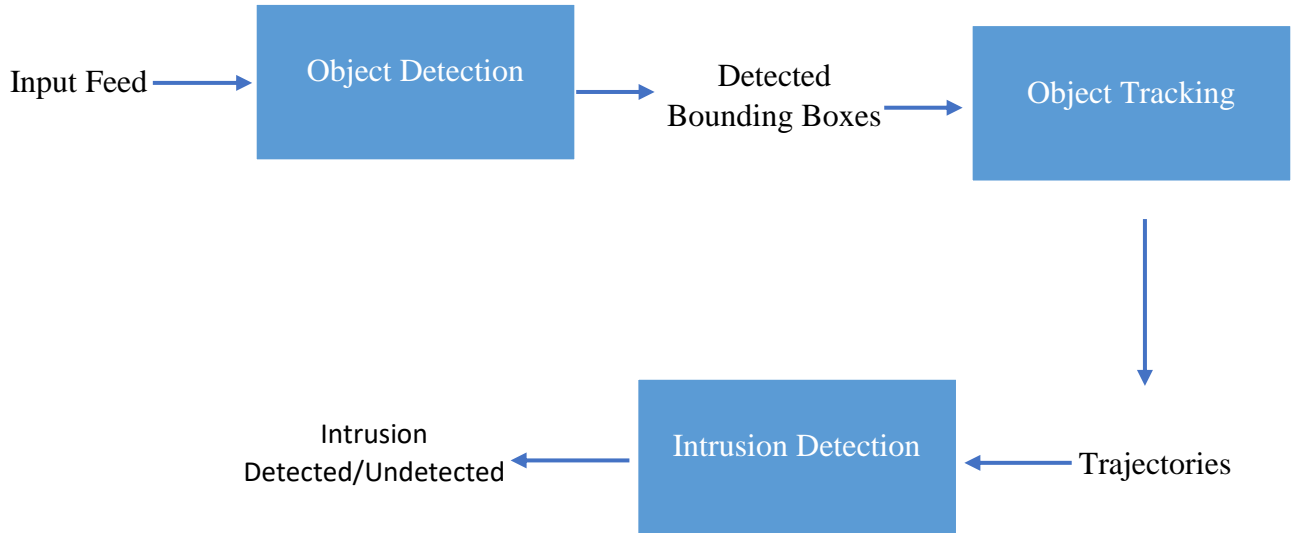 Input Feed
Object Detection
Detected
Bounding Boxes
Object Tracking
Trajectories
Intrusion Detection
Intrusion
Detected/Undetected